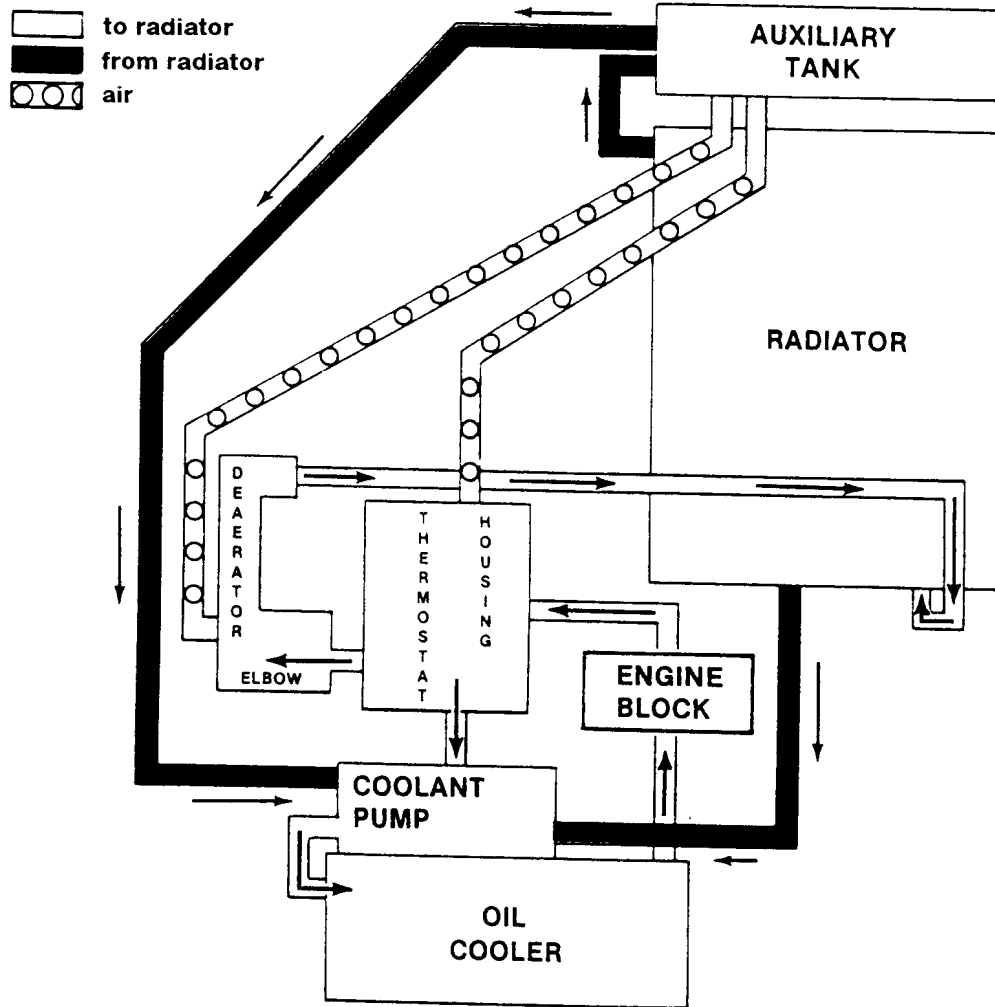 to radiator
from radiator
air
AUXILIARY
TANK
RADIATOR
DEAERATOR
ELBOW
THERMOSTAT
HOUSING
ENGINE
BLOCK
COOLANT
PUMP
OIL
COOLER